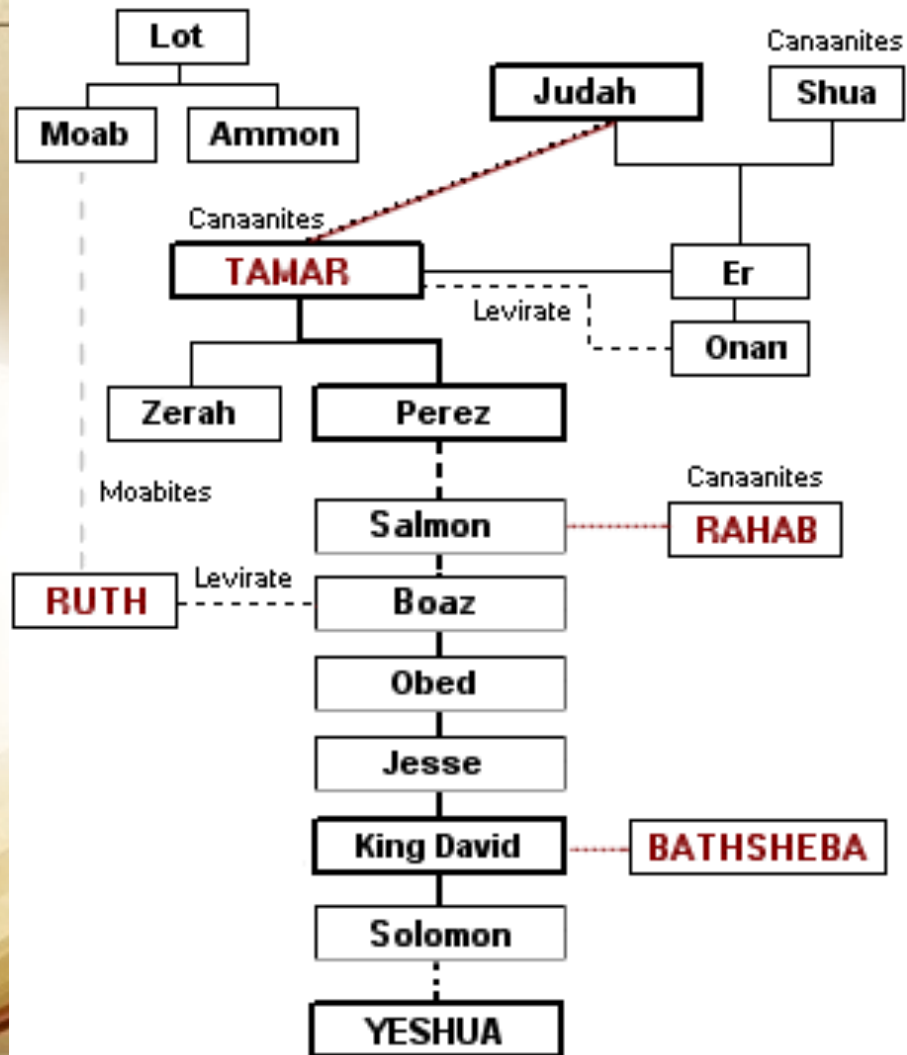 Lot
Canaanites
Judah
Shua
Moab
Ammon
Canaanites
TAMAR
Er
Levirate
Onan
Zerah
Perez
Moabites
Canaanites
Salmon
RAHAB
Levirate
RUTH
Boaz
Obed
Jesse
King David
BATHSHEBA
Solomon
YESHUA